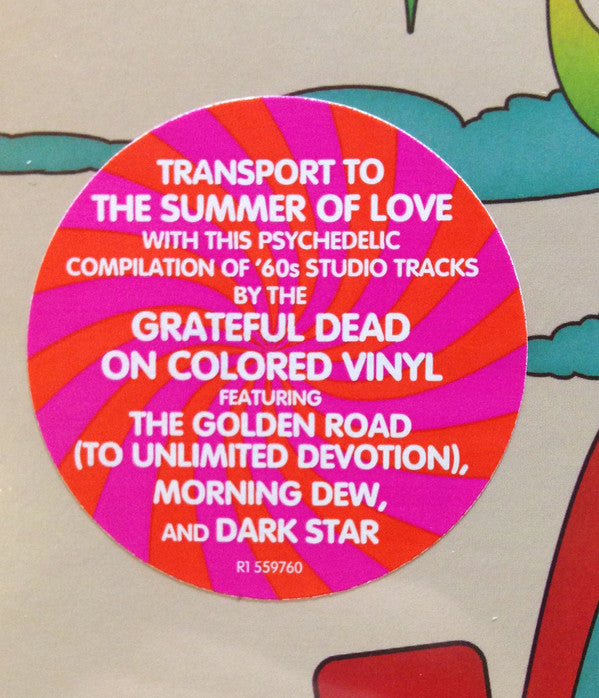 TRANSPORT TO
THE SUMMER OF LOVE
WITH THIS PSYCHEDELIC
COMPILATION OF '60s STUDIO TRACKS
BY THE
GRATEFUL DEAD
ON COLORED VINYL
FEATURING
THE GOLDEN ROAD
(TO UNLIMITED DEVOTION),
MORNING DEW,
AND DARK STAR
R1 559760